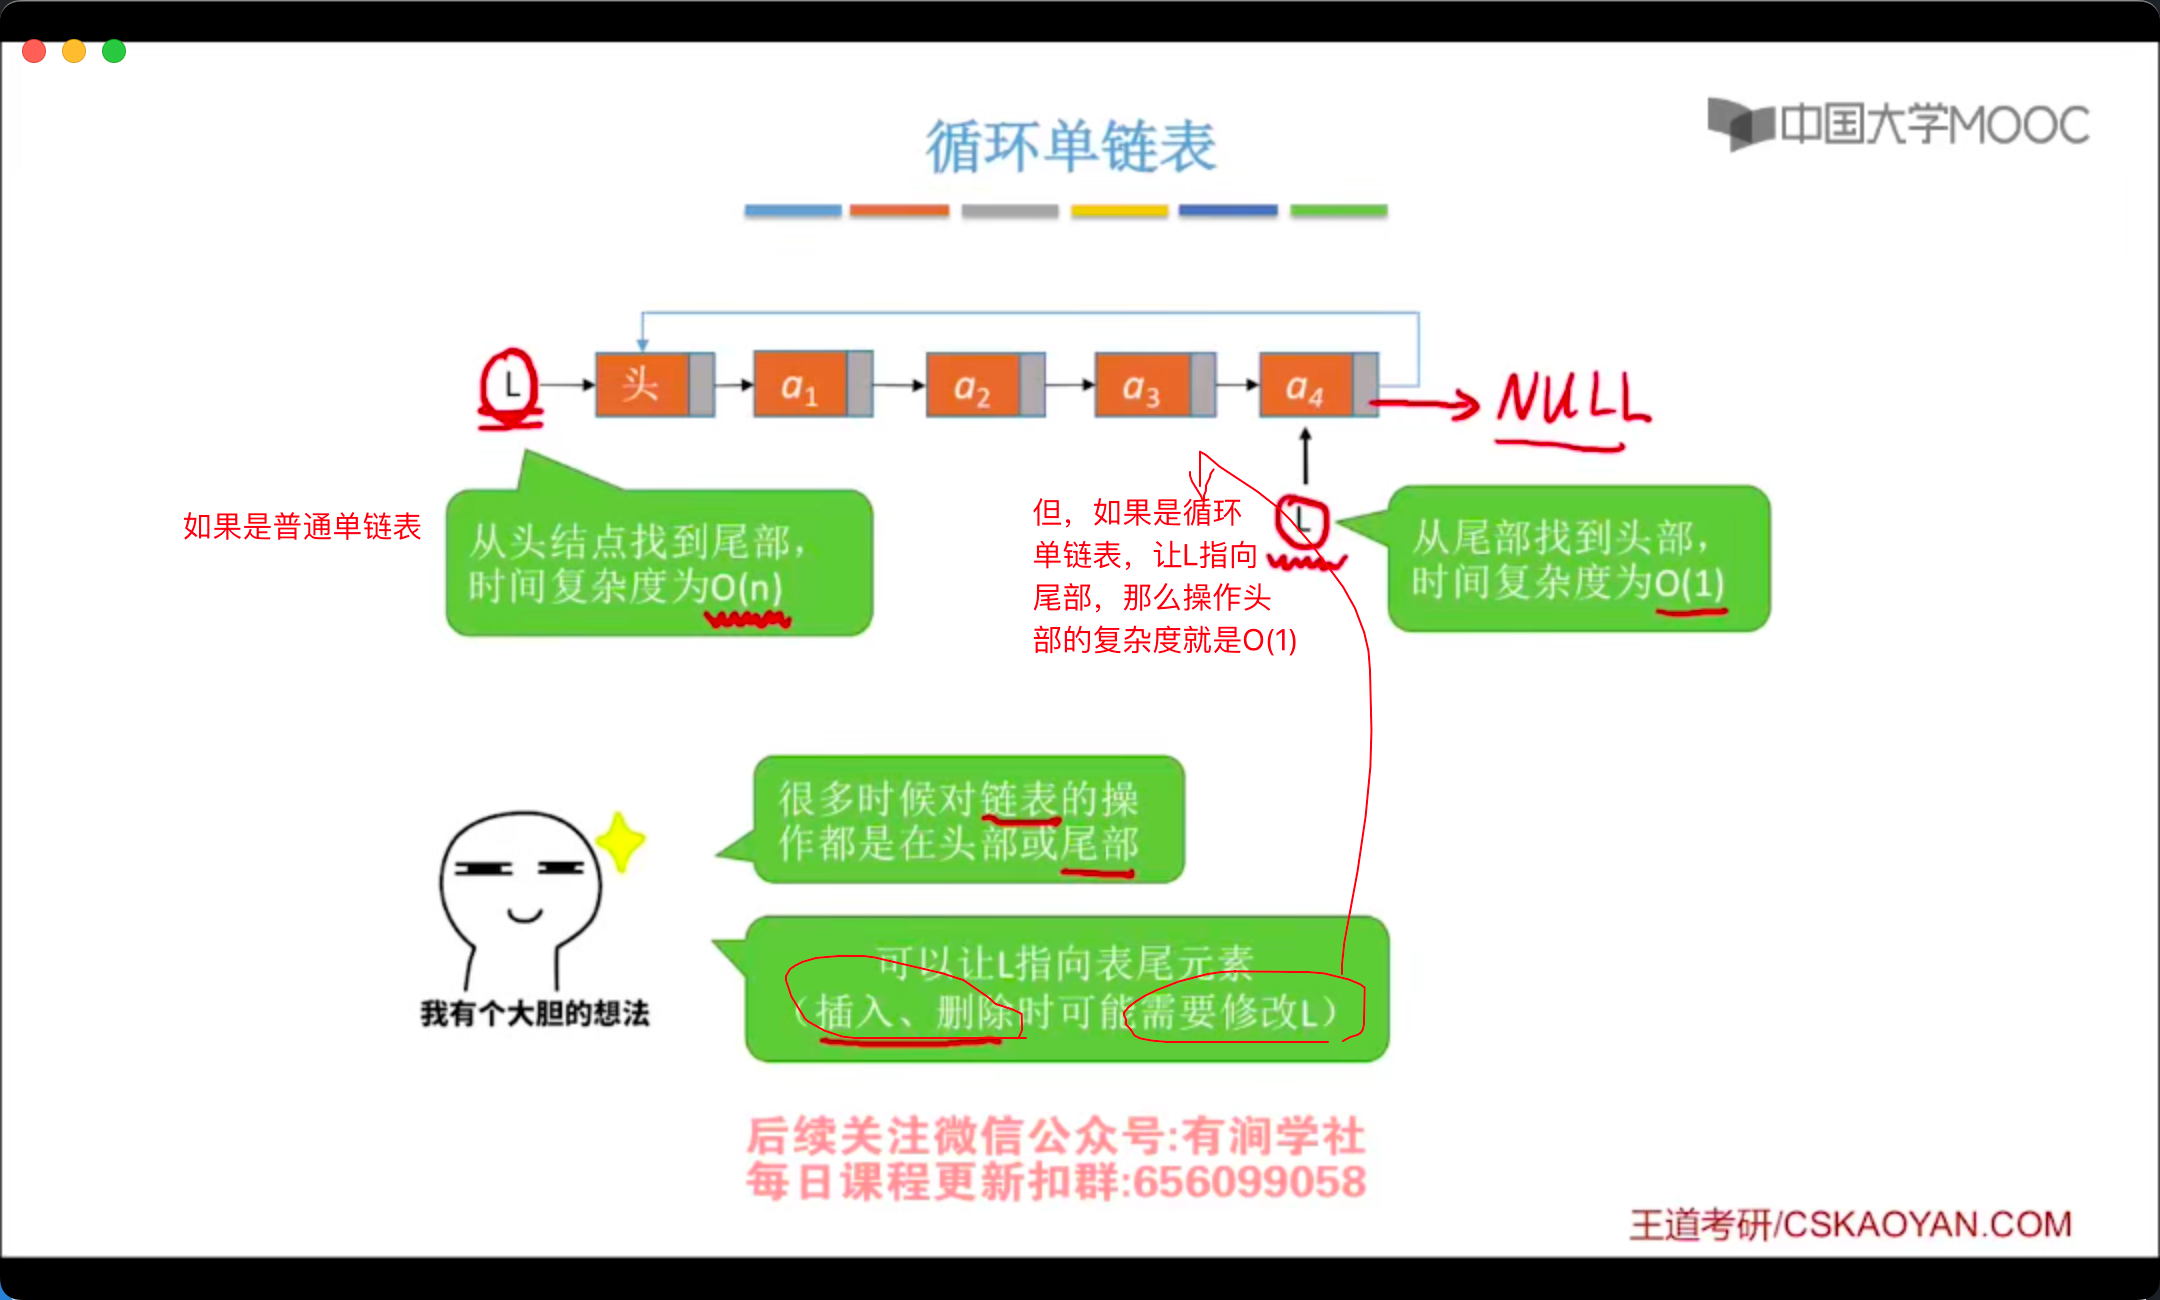 中国大学MOOC
循环单链表
L
头
a1
a2
a3
a4
NULL
如果是普通单链表
从头结点找到尾部，
时间复杂度为O(n)
但，如果是循环
单链表，让L指向
尾部，那么操作头
部的复杂度就是O(1)
L
从尾部找到头部，
时间复杂度为O(1)
很多时候对链表的操
作都是在头部或尾部
可以让L指向表尾元素
（插入、删除时可能需要修改L）
我有个大胆的想法
后续关注微信公众号:有涧学社
每日课程更新扣群:656099058
王道考研/CSKAOYAN.COM